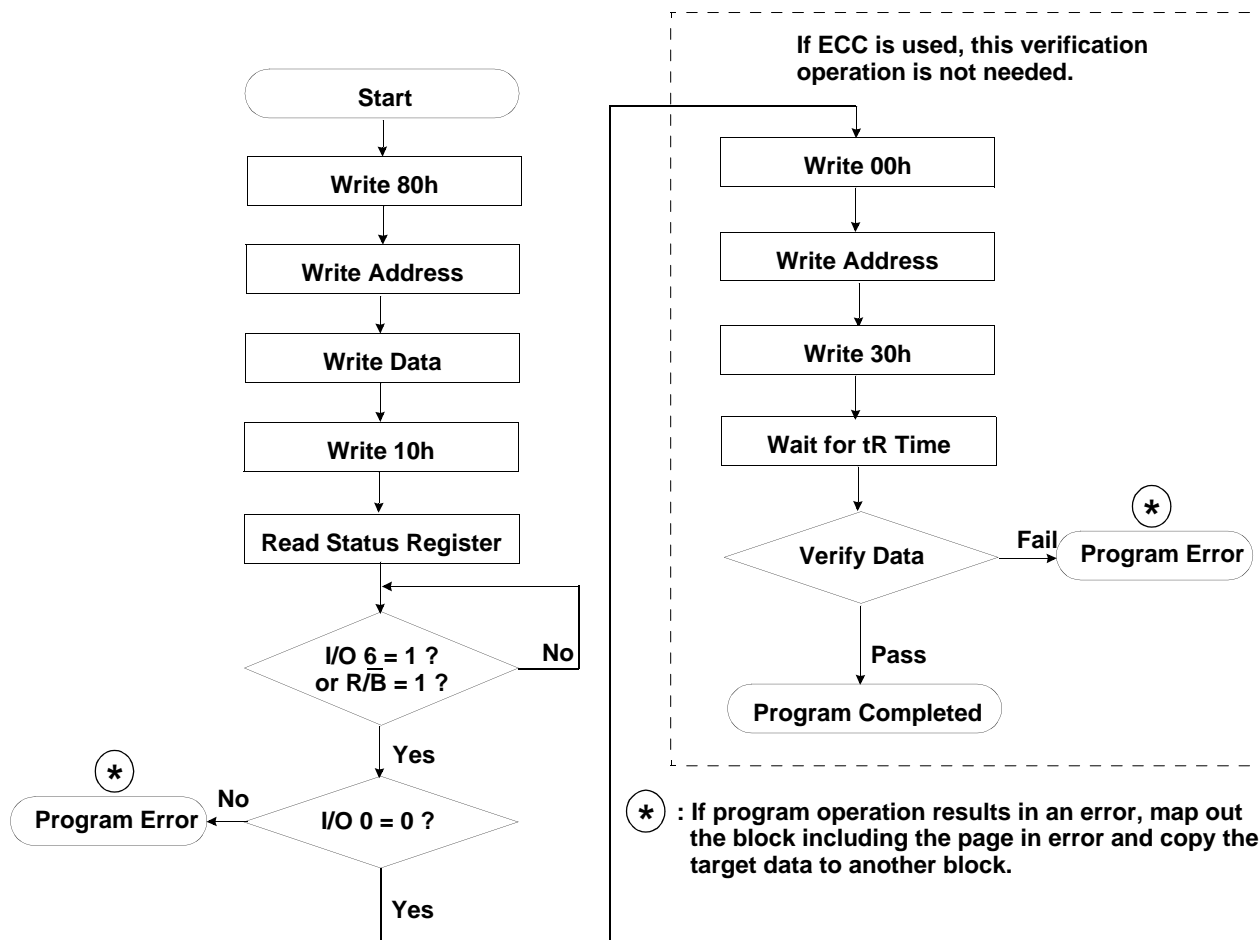 Start
Write 80h
Write Address
Write Data
Write 10h
Read Status Register
I/O 6 = 1 ?
or R/B̅ = 1 ?
No
Yes
*
Program Error
No
I/O 0 = 0 ?
Yes
If ECC is used, this verification
operation is not needed.
Write 00h
Write Address
Write 30h
Wait for tR Time
Verify Data
Fail
*
Program Error
Pass
Program Completed
* : If program operation results in an error, map out
the block including the page in error and copy the
target data to another block.